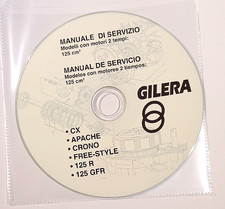 MANUALE DI SERVIZIO
Modelli con motori 2 tempi:
125 cm³
MANUAL DE SERVICIO
Modelos con motores 2 tiempos:
125 cm³
GILERA
• CX
• APACHE
• CRONO
• FREE-STYLE
• 125 R
• 125 GFR